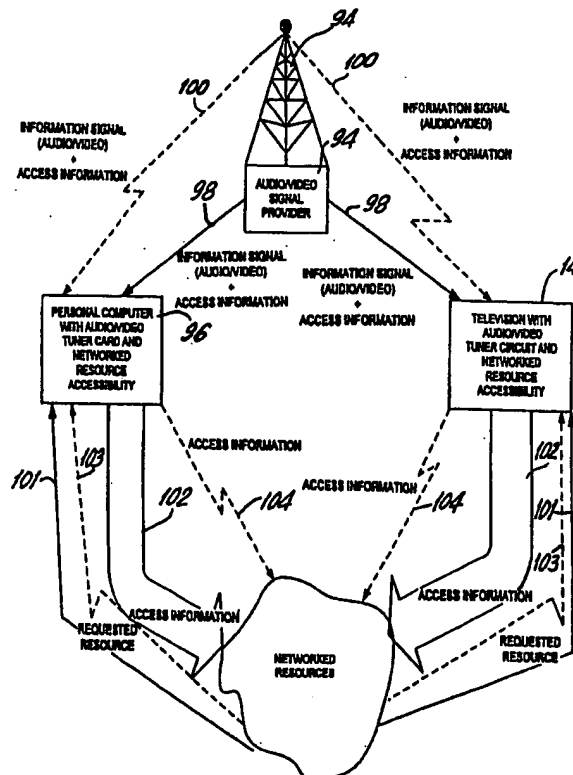 94
100
100
INFORMATION SIGNAL
(AUDIO/VIDEO)
+
ACCESS INFORMATION
INFORMATION SIGNAL
(AUDIO/VIDEO)
+
ACCESS INFORMATION
94
AUDIO/VIDEO
SIGNAL
PROVIDER
98
98
INFORMATION SIGNAL
(AUDIO/VIDEO)
+
ACCESS INFORMATION
INFORMATION SIGNAL
(AUDIO/VIDEO)
+
ACCESS INFORMATION
PERSONAL COMPUTER
WITH AUDIO/VIDEO
TUNER CARD AND
NETWORKED
RESOURCE
ACCESSIBILITY
96
TELEVISION WITH
AUDIO/VIDEO
TUNER CIRCUIT AND
NETWORKED
RESOURCE
ACCESSIBILITY
101
103
102
ACCESS INFORMATION
104
ACCESS INFORMATION
104
102
101
103
ACCESS INFORMATION
REQUESTED
RESOURCE
NETWORKED
RESOURCES
ACCESS INFORMATION
REQUESTED
RESOURCE